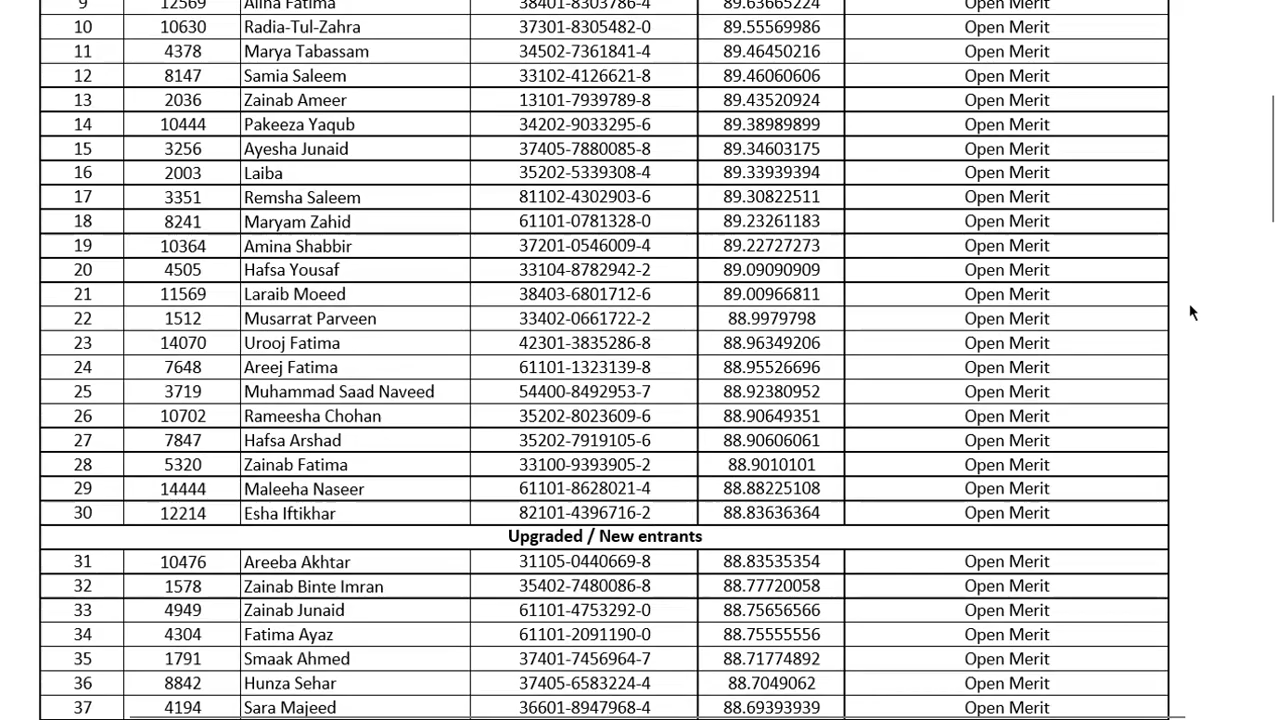 9 12569 Alina Fatima 38401-8303786-4 89.63665224 Open Merit
10 10630 Radia-Tul-Zahra 37301-8305482-0 89.55569986 Open Merit
11 4378 Marya Tabassam 34502-7361841-4 89.46450216 Open Merit
12 8147 Samia Saleem 33102-4126621-8 89.46060606 Open Merit
13 2036 Zainab Ameer 13101-7939789-8 89.43520924 Open Merit
14 10444 Pakeeza Yaqub 34202-9033295-6 89.38989899 Open Merit
15 3256 Ayesha Junaid 37405-7880085-8 89.34603175 Open Merit
16 2003 Laiba 35202-5339308-4 89.33939394 Open Merit
17 3351 Remsha Saleem 81102-4302903-6 89.30822511 Open Merit
18 8241 Maryam Zahid 61101-0781328-0 89.23261183 Open Merit
19 10364 Amina Shabbir 37201-0546009-4 89.22727273 Open Merit
20 4505 Hafsa Yousaf 33104-8782942-2 89.09090909 Open Merit
21 11569 Laraib Moeed 38403-6801712-6 89.00966811 Open Merit
22 1512 Musarrat Parveen 33402-0661722-2 88.9979798 Open Merit
23 14070 Urooj Fatima 42301-3835286-8 88.96349206 Open Merit
24 7648 Areej Fatima 61101-1323139-8 88.95526696 Open Merit
25 3719 Muhammad Saad Naveed 54400-8492953-7 88.92380952 Open Merit
26 10702 Rameesha Chohan 35202-8023609-6 88.90649351 Open Merit
27 7847 Hafsa Arshad 35202-7919105-6 88.90606061 Open Merit
28 5320 Zainab Fatima 33100-9393905-2 88.9010101 Open Merit
29 14444 Maleeha Naseer 61101-8628021-4 88.88225108 Open Merit
30 12214 Esha Iftikhar 82101-4396716-2 88.83636364 Open Merit
Upgraded / New entrants
31 10476 Areeba Akhtar 31105-0440669-8 88.83535354 Open Merit
32 1578 Zainab Binte Imran 35402-7480086-8 88.77720058 Open Merit
33 4949 Zainab Junaid 61101-4753292-0 88.75656566 Open Merit
34 4304 Fatima Ayaz 61101-2091190-0 88.75555556 Open Merit
35 1791 Smaak Ahmed 37401-7456964-7 88.71774892 Open Merit
36 8842 Hunza Sehar 37405-6583224-4 88.7049062 Open Merit
37 4194 Sara Majeed 36601-8947968-4 88.69393939 Open Merit